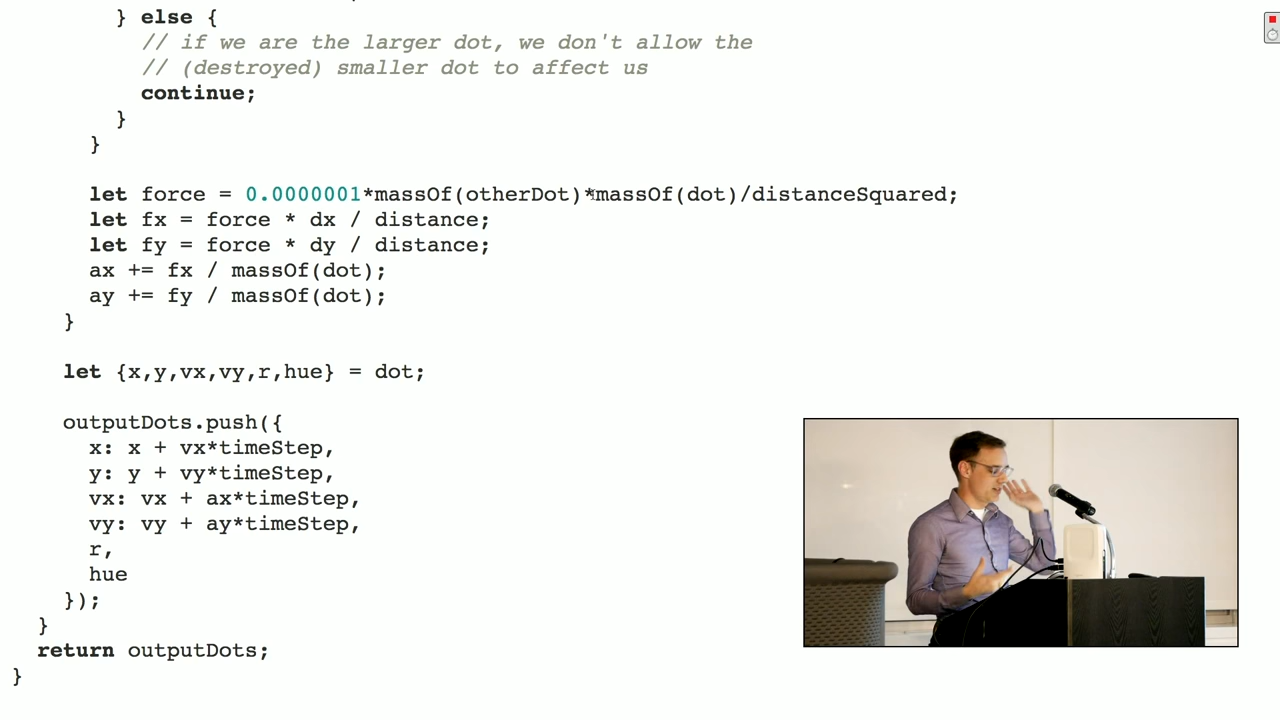 } else {
// if we are the larger dot, we don't allow the
// (destroyed) smaller dot to affect us
continue;
}
}
let force = 0.0000001*massOf(otherDot)*massOf(dot)/distanceSquared;
let fx = force * dx / distance;
let fy = force * dy / distance;
ax += fx / massOf(dot);
ay += fy / massOf(dot);
}
let {x,y,vx,vy,r,hue} = dot;
outputDots.push({
x: x + vx*timeStep,
y: y + vy*timeStep,
vx: vx + ax*timeStep,
vy: vy + ay*timeStep,
r,
hue
});
}
return outputDots;
}